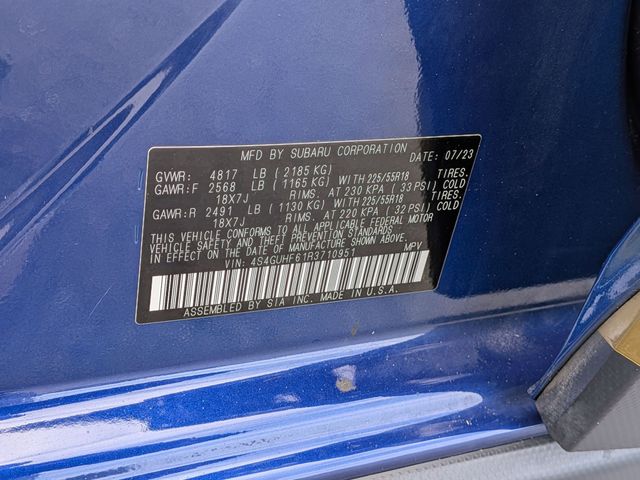 MFD BY SUBARU CORPORATION DATE: 07/23
GVWR: 4817 LB ( 2185 KG)
GAWR:F 2568 LB ( 1165 KG) WITH 225/55R18 TIRES.
18X7J RIMS. AT 230 KPA ( 33 PSI) COLD
GAWR:R 2491 LB ( 1130 KG) WITH 225/55R18 TIRES.
18X7J RIMS. AT 220 KPA ( 32 PSI) COLD
THIS VEHICLE CONFORMS TO ALL APPLICABLE FEDERAL MOTOR
VEHICLE SAFETY AND THEFT PREVENTION STANDARDS IN
EFFECT ON THE DATE OF MANUFACTURE SHOWN ABOVE.
VIN: 4S4GUHF61R3710951 MPV
ASSEMBLED BY SIA INC. MADE IN U.S.A.